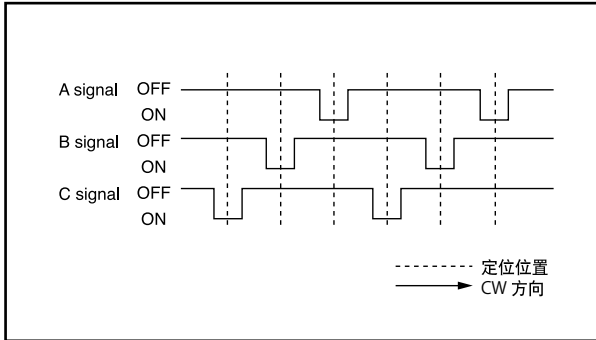 A signal OFF
ON
B signal OFF
ON
C signal OFF
ON
定位位置
CW 方向